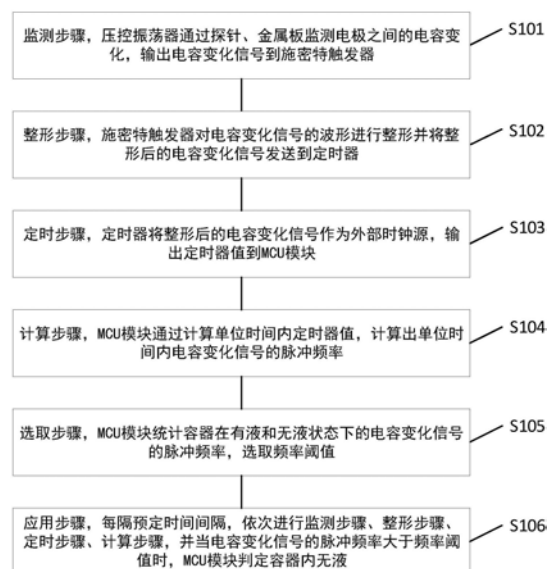 监测步骤，压控振荡器通过探针、金属板监测电极之间的电容变
化，输出电容变化信号到施密特触发器
S101
整形步骤，施密特触发器对电容变化信号的波形进行整形并将整
形后的电容变化信号发送到定时器
S102
定时步骤，定时器将整形后的电容变化信号作为外部时钟源，输
出定时器值到MCU模块
S103
计算步骤，MCU模块通过计算单位时间内定时器值，计算出单位时
间内电容变化信号的脉冲频率
S104
选取步骤，MCU模块统计容器在有液和无液状态下的电容变化信号
的脉冲频率，选取频率阈值
S105
应用步骤，每隔预定时间间隔，依次进行监测步骤、整形步骤、
定时步骤、计算步骤，并当电容变化信号的脉冲频率大于频率阈
值时，MCU模块判定容器内无液
S106